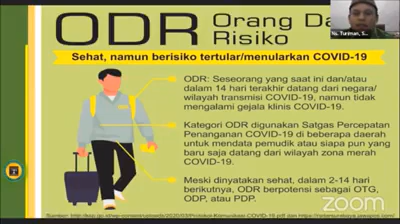 ODR Orang Da
Risiko
Ns. Turiman, S...
Sehat, namun berisiko tertular/menularkan COVID-19
ODR: Seseorang yang saat ini dan/atau
dalam 14 hari terakhir datang dari negara/
wilayah transmisi COVID-19, namun tidak
mengalami gejala klinis COVID-19.
Kategori ODR digunakan Satgas Percepatan
Penanganan COVID-19 di beberapa daerah
untuk mendata pemudik atau siapa pun yang
baru saja datang dari wilayah zona merah
COVID-19.
Meski dinyatakan sehat, dalam 2-14 hari
berikutnya, ODR berpotensi sebagai OTG,
ODP, atau PDP.
zoom